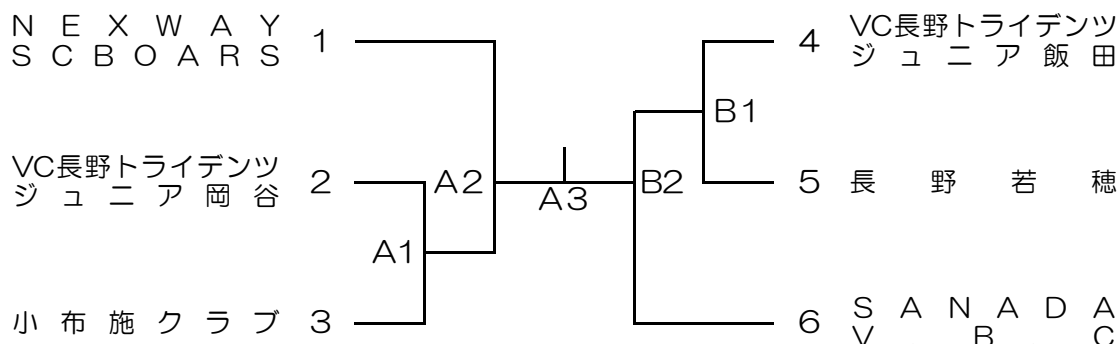 NEXWAY
SCBOARS 1
VC長野トライデンツ
ジュニア岡谷 2
小布施クラブ 3
A1
A2
A3
B2
B1
4 VC長野トライデンツ
ジュニア飯田
5 長野若穂
6 SANADA
VBC